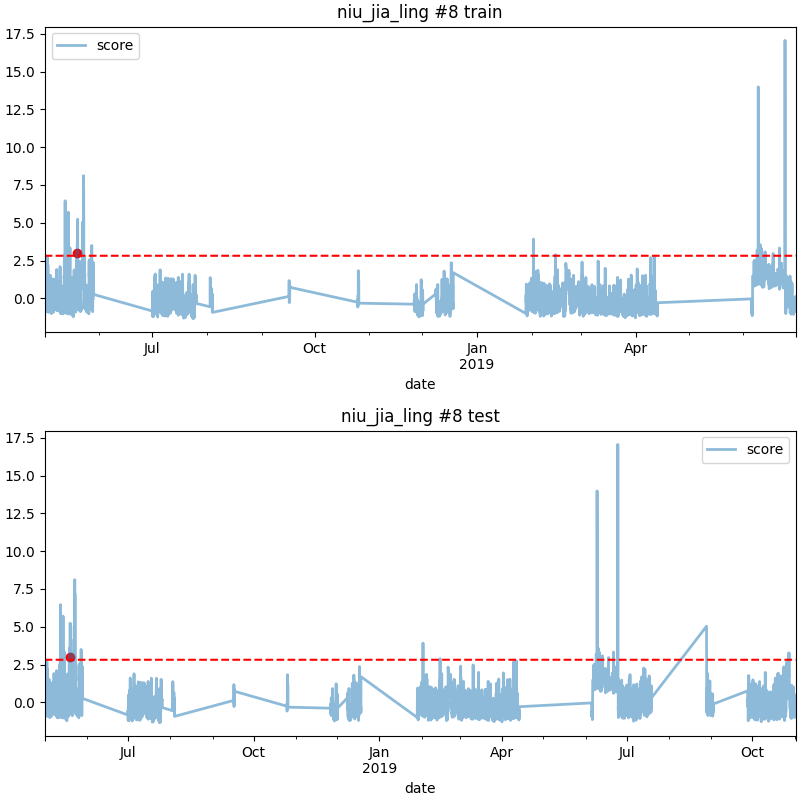 niu_jia_ling #8 train
17.5
15.0
12.5
10.0
7.5
5.0
2.5
0.0
score
Jul
Oct
Jan
2019
Apr
date
niu_jia_ling #8 test
17.5
15.0
12.5
10.0
7.5
5.0
2.5
0.0
score
Jul
Oct
Jan
2019
Apr
Jul
Oct
date